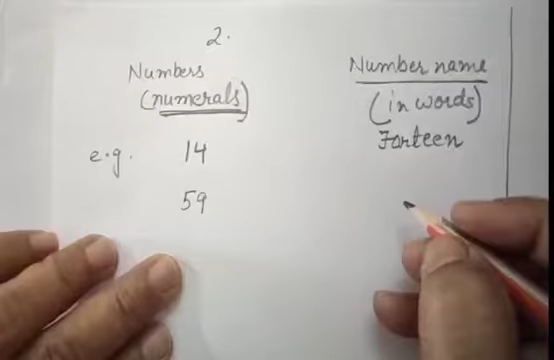 2.
Numbers
(numerals)
Number name
(in words)
e.g. 14
Forteen
59